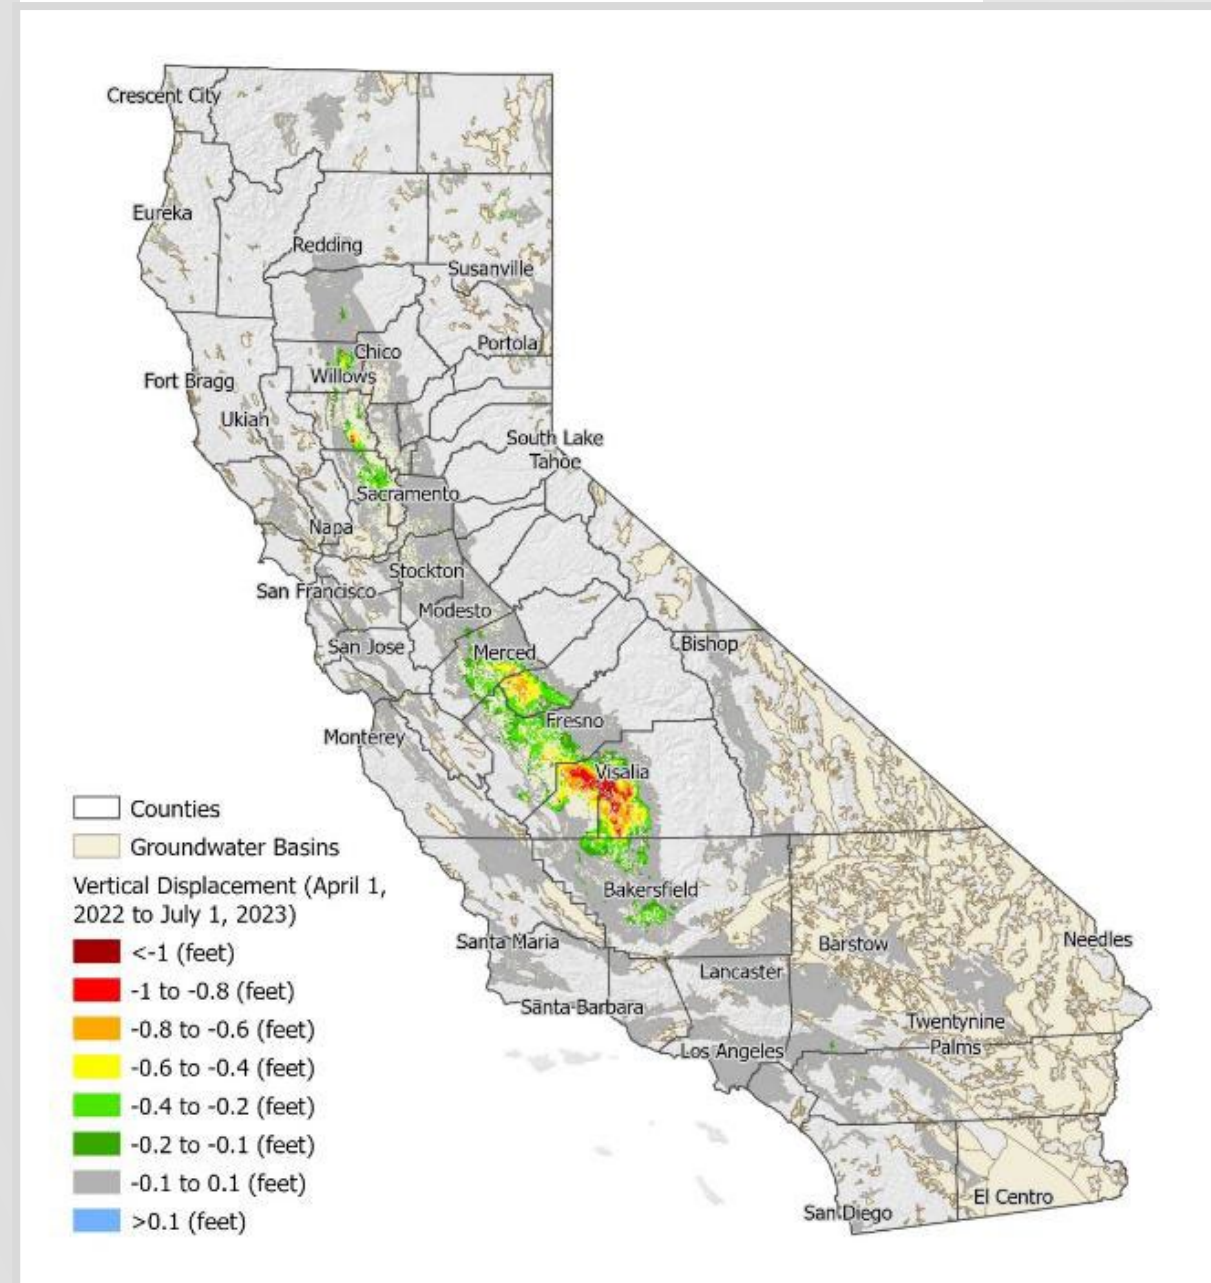 Crescent City
Eureka
Redding
Susanville
Chico
Portola
Willows
Fort Bragg
Ukiah
South Lake
Tahoe
Sacramento
Napa
Stockton
San Francisco
Modesto
San Jose
Merced
Bishop
Fresno
Monterey
Visalia
Counties
Groundwater Basins
Vertical Displacement (April 1,
2022 to July 1, 2023)
<-1 (feet)
-1 to -0.8 (feet)
-0.8 to -0.6 (feet)
-0.6 to -0.4 (feet)
-0.4 to -0.2 (feet)
-0.2 to -0.1 (feet)
-0.1 to 0.1 (feet)
>0.1 (feet)
Bakersfield
Santa Maria
Barstow
Needles
Lancaster
Santa Barbara
Twentynine
Palms
Los Angeles
El Centro
San Diego